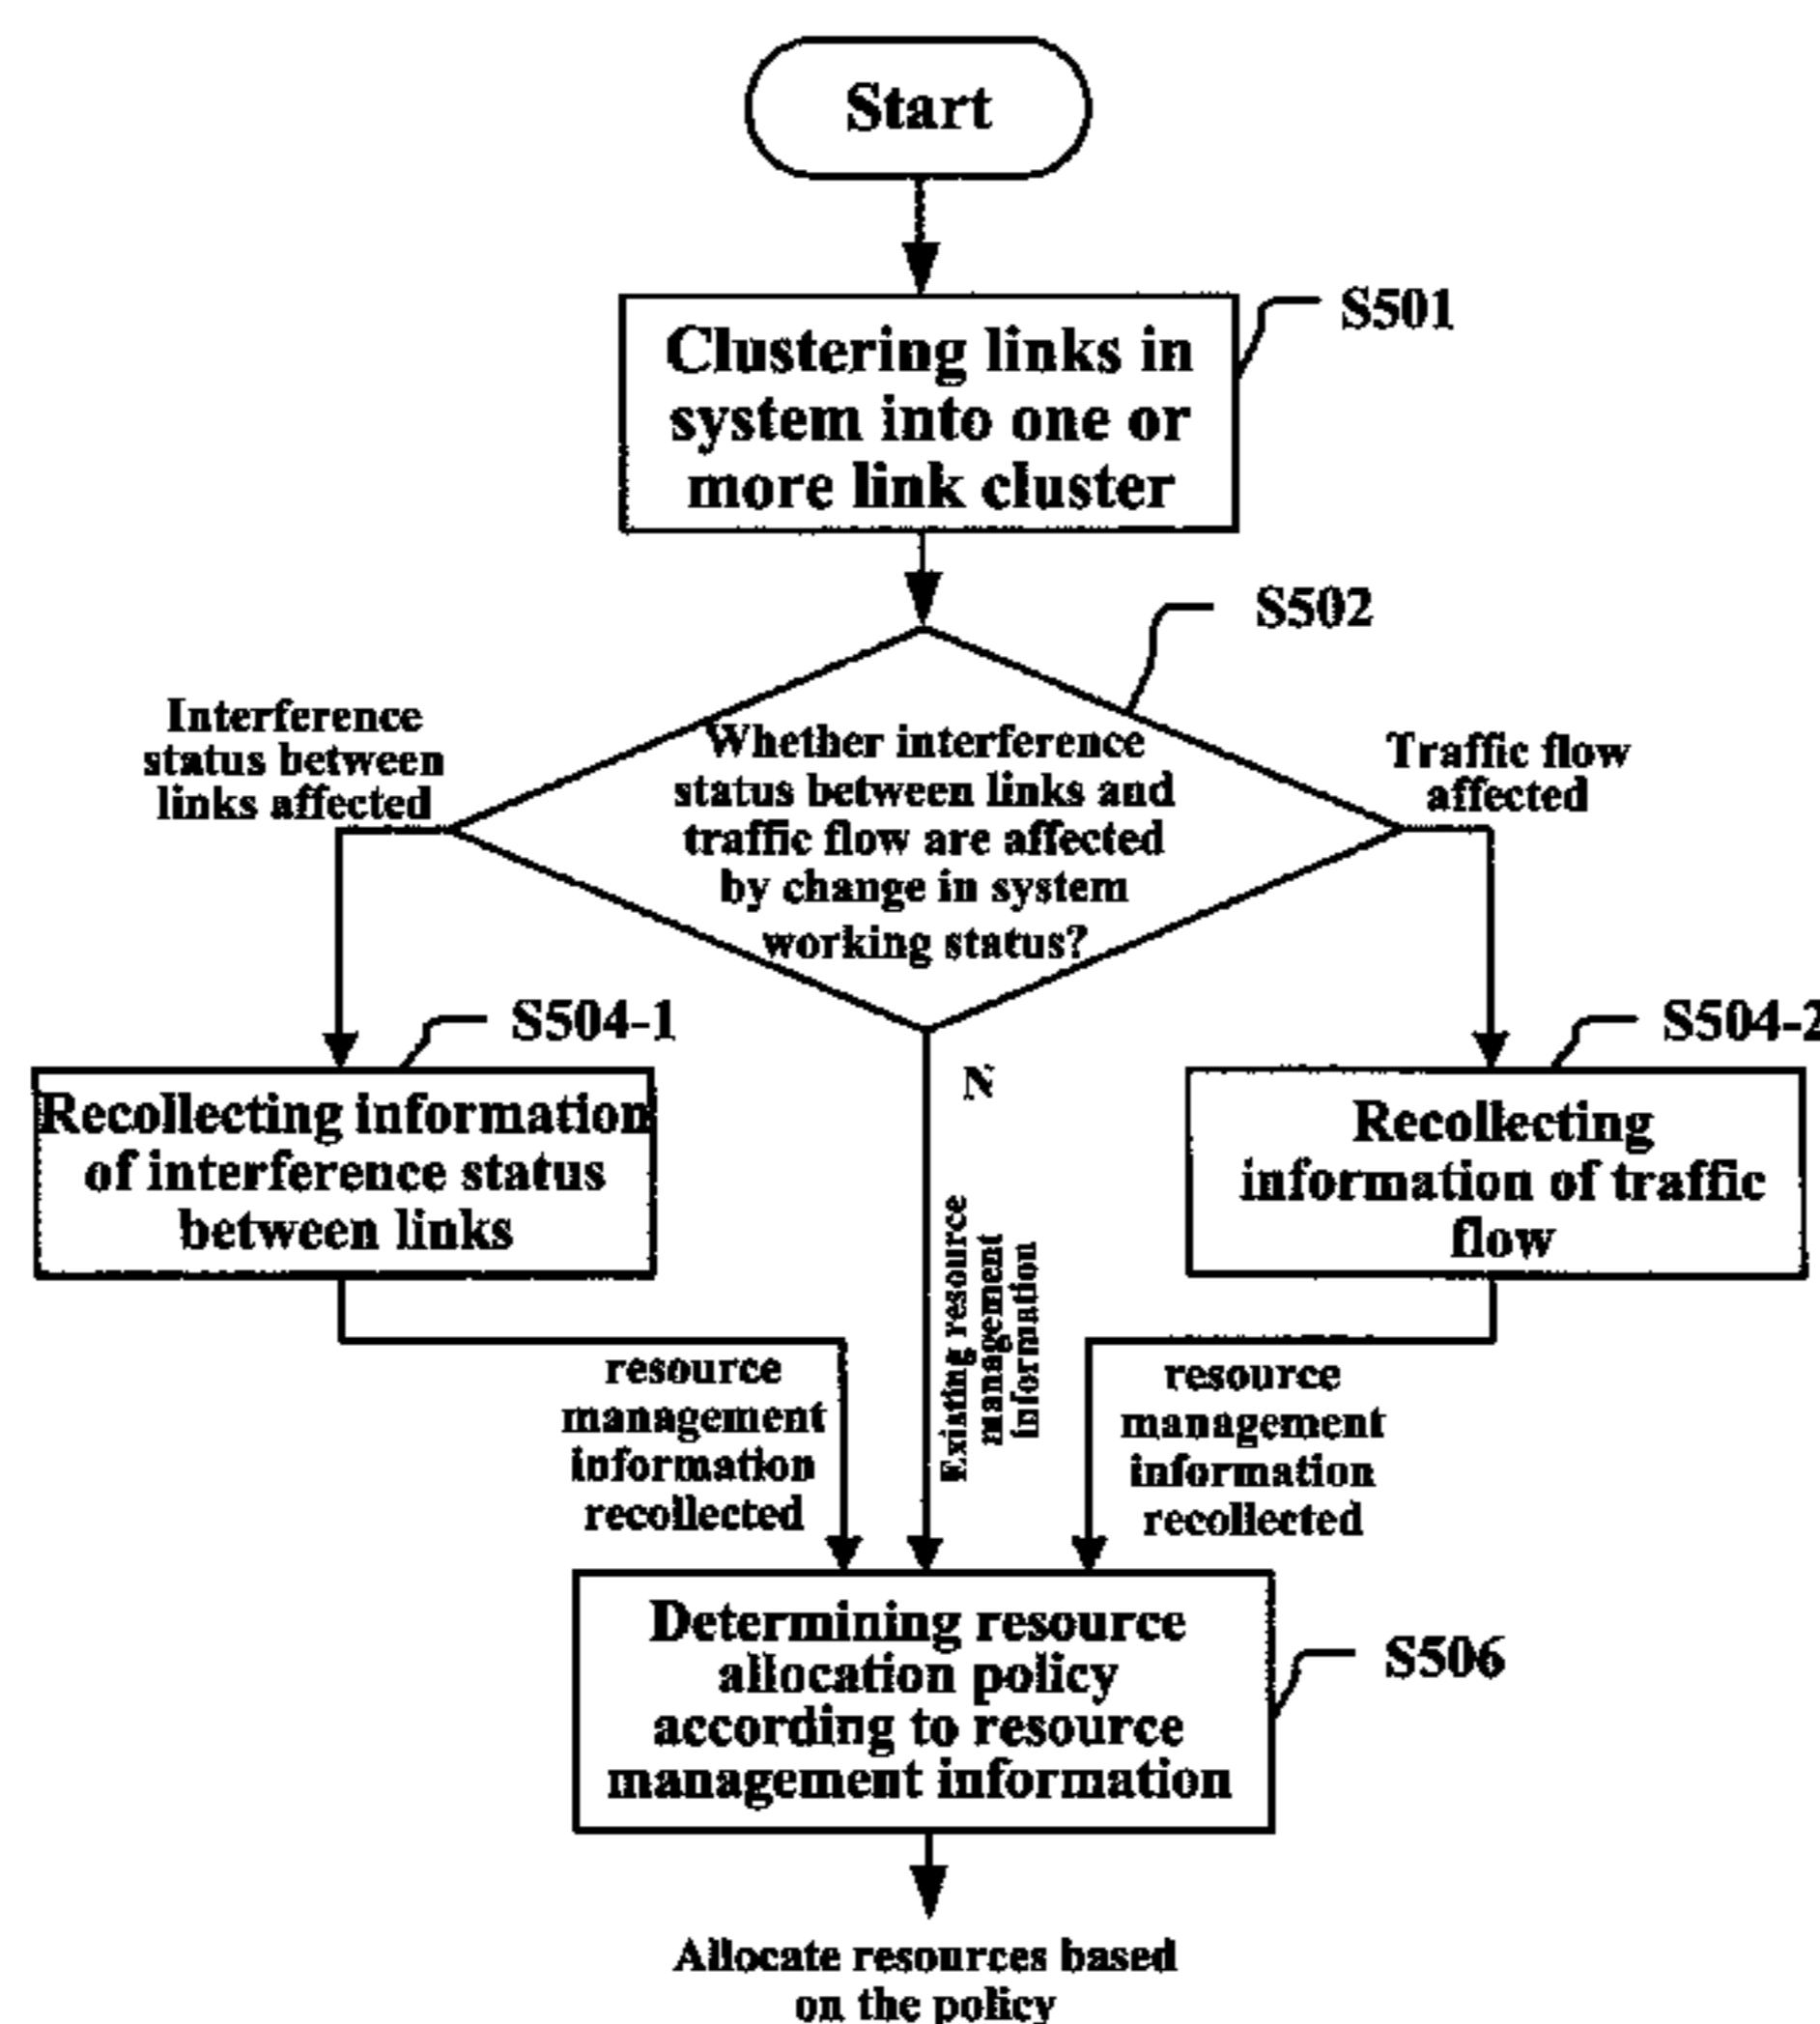 Start
S501
Clustering links in
system into one or
more link cluster
S502
Interference
status between
links affected
Whether interference
status between links and
traffic flow are affected
by change in system
working status?
Traffic flow
affected
S504-1
S504-2
Recollecting information
of interference status
between links
N
Recollecting
information of traffic
flow
resource
management
information
recollected
Existing resource
management
information
resource
management
information
recollected
Determining resource
allocation policy
according to resource
management information
S506
Allocate resources based
on the policy